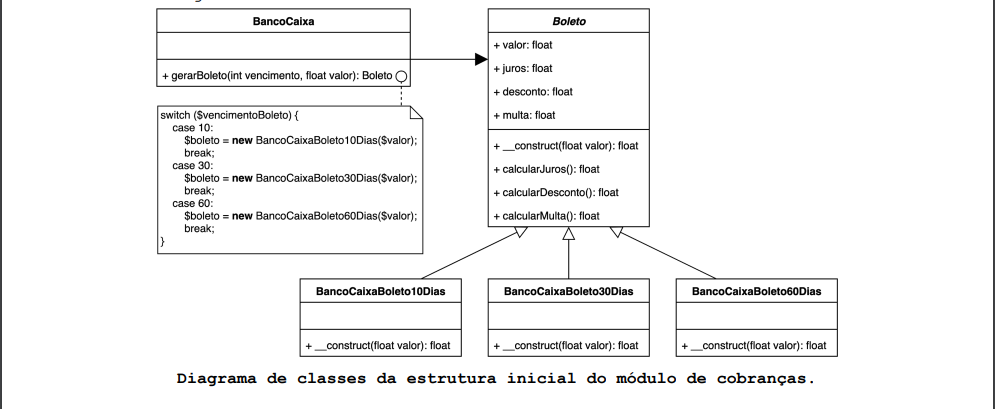 BancoCaixa
+ gerarBoleto(int vencimento, float valor): Boleto
switch ($vencimentoBoleto) {
case 10:
$boleto = new BancoCaixaBoleto10Dias($valor);
break;
case 30:
$boleto = new BancoCaixaBoleto30Dias($valor);
break;
case 60:
$boleto = new BancoCaixaBoleto60Dias($valor);
break;
}
Boleto
+ valor: float
+ juros: float
+ desconto: float
+ multa: float
+ __construct(float valor): float
+ calcularJuros(): float
+ calcularDesconto(): float
+ calcularMulta(): float
BancoCaixaBoleto10Dias
+ __construct(float valor): float
BancoCaixaBoleto30Dias
+ __construct(float valor): float
BancoCaixaBoleto60Dias
+ __construct(float valor): float
Diagrama de classes da estrutura inicial do módulo de cobranças.